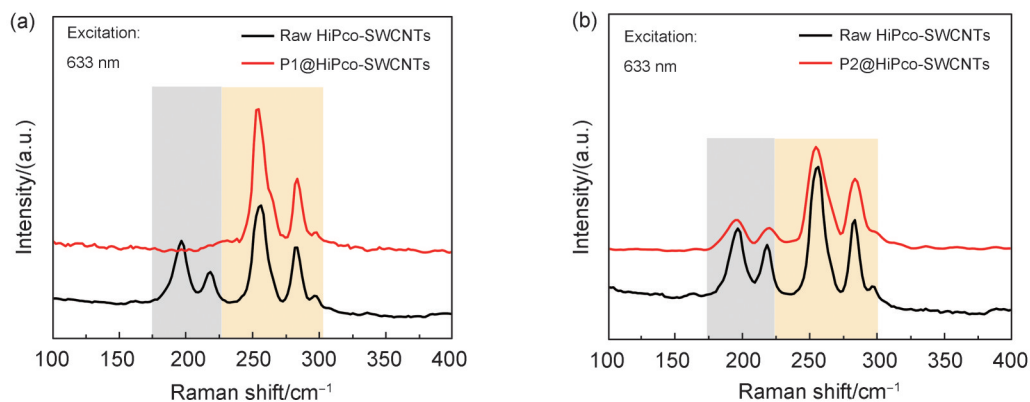 (a)
Excitation:
633 nm
Raw HiPco-SWCNTs
P1@HiPco-SWCNTs
Intensity/(a.u.)
100 150 200 250 300 350 400
Raman shift/cm⁻¹
(b)
Excitation:
633 nm
Raw HiPco-SWCNTs
P2@HiPco-SWCNTs
Intensity/(a.u.)
100 150 200 250 300 350 400
Raman shift/cm⁻¹